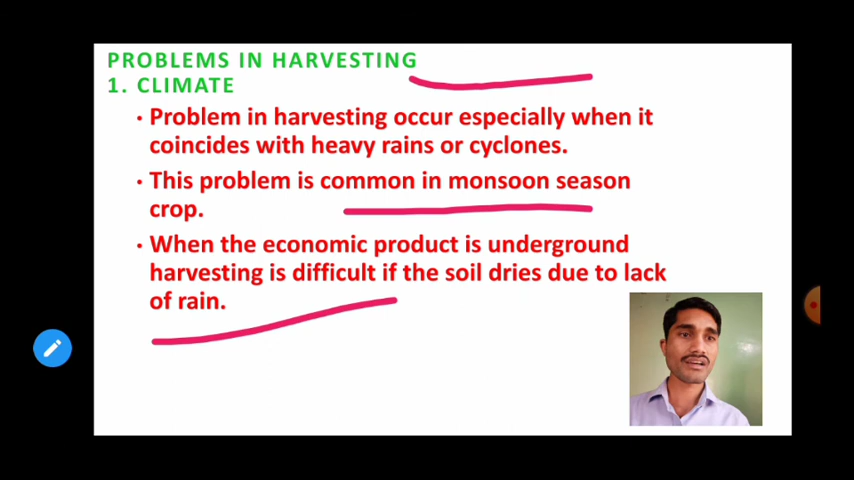 PROBLEMS IN HARVESTING
1. CLIMATE
• Problem in harvesting occur especially when it
coincides with heavy rains or cyclones.
• This problem is common in monsoon season
crop.
• When the economic product is underground
harvesting is difficult if the soil dries due to lack
of rain.